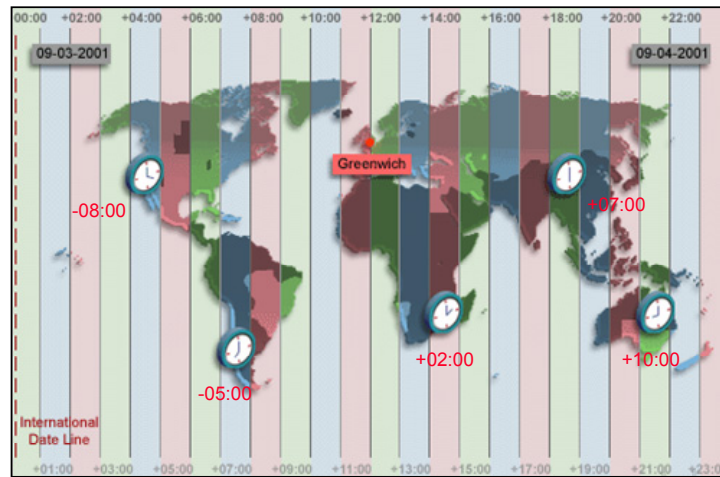 00:00 +02:00 +04:00 +06:00 +08:00 +10:00 +12:00 +14:00 +16:00 +18:00 +20:00 +22:00
09-03-2001 09-04-2001
Greenwich
-08:00 +07:00
-05:00 +02:00 +10:00
International
Date Line
+01:00 +03:00 +05:00 +07:00 +09:00 +11:00 +13:00 +15:00 +17:00 +19:00 +21:00 +23:00